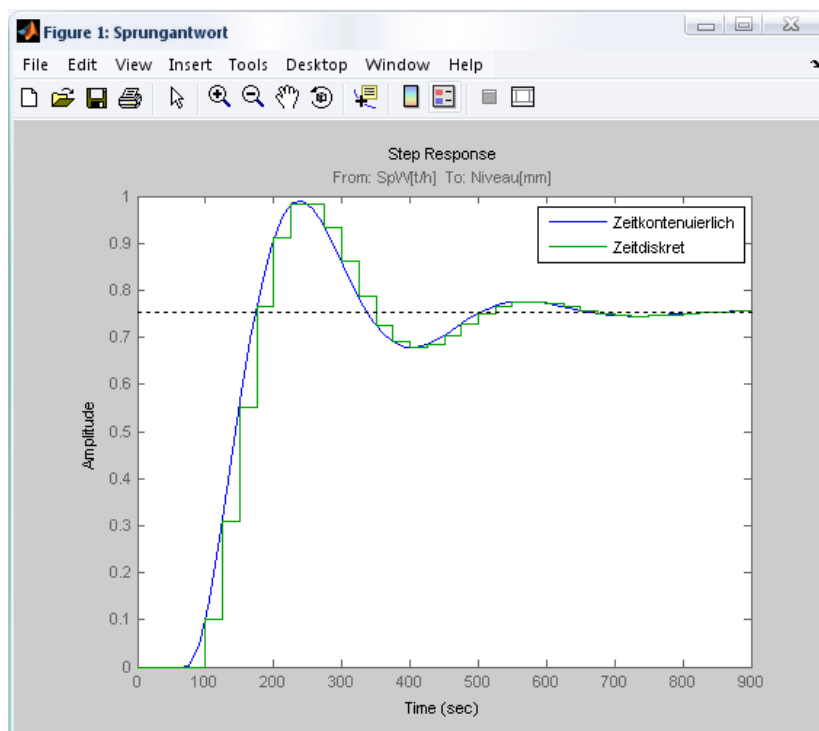 Figure 1: Sprungantwort
File Edit View Insert Tools Desktop Window Help
Step Response
From: SpW[t/h] To: Niveau[mm]
Zeitkontenuierlich
Zeitdiskret
1
0.9
0.8
0.7
0.6
0.5
0.4
0.3
0.2
0.1
0
Amplitude
0 100 200 300 400 500 600 700 800 900
Time (sec)